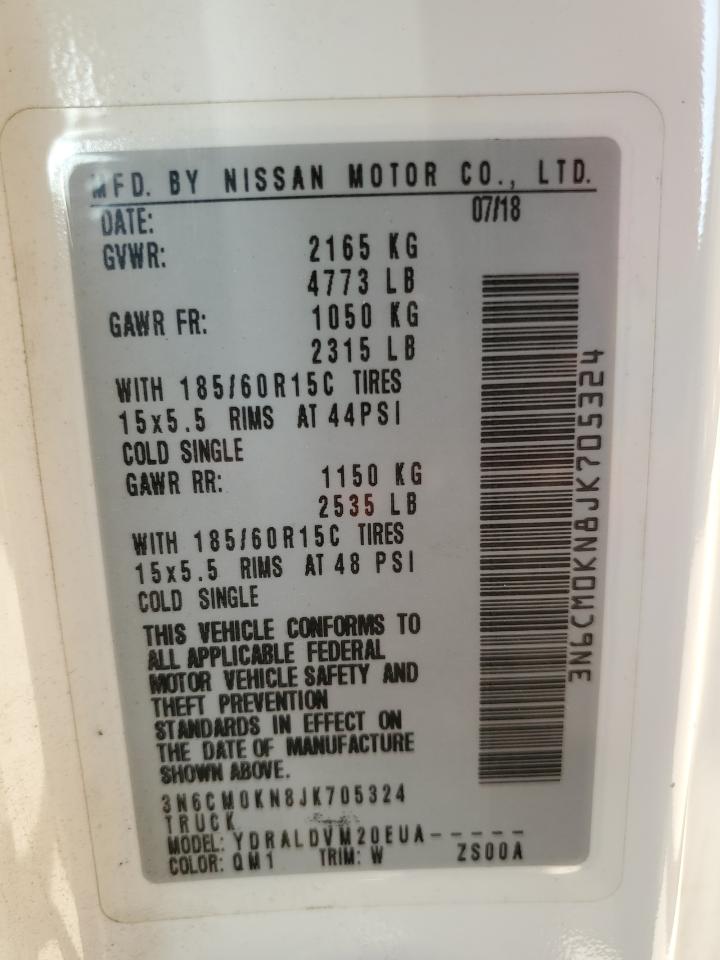 MFD. BY NISSAN MOTOR CO., LTD.
DATE: 07/18
GVWR: 2165 KG
4773 LB
GAWR FR: 1050 KG
2315 LB
WITH 185/60R15C TIRES
15x5.5 RIMS AT 44PSI
COLD SINGLE
GAWR RR: 1150 KG
2535 LB
WITH 185/60R15C TIRES
15x5.5 RIMS AT 48 PSI
COLD SINGLE
THIS VEHICLE CONFORMS TO
ALL APPLICABLE FEDERAL
MOTOR VEHICLE SAFETY AND
THEFT PREVENTION
STANDARDS IN EFFECT ON
THE DATE OF MANUFACTURE
SHOWN ABOVE.
3N6CM0KN8JK705324
TRUCK
MODEL: YDRALDVM20EUA-----
COLOR: QM1 TRIM: W ZS00A
3N6CM0KN8JK705324